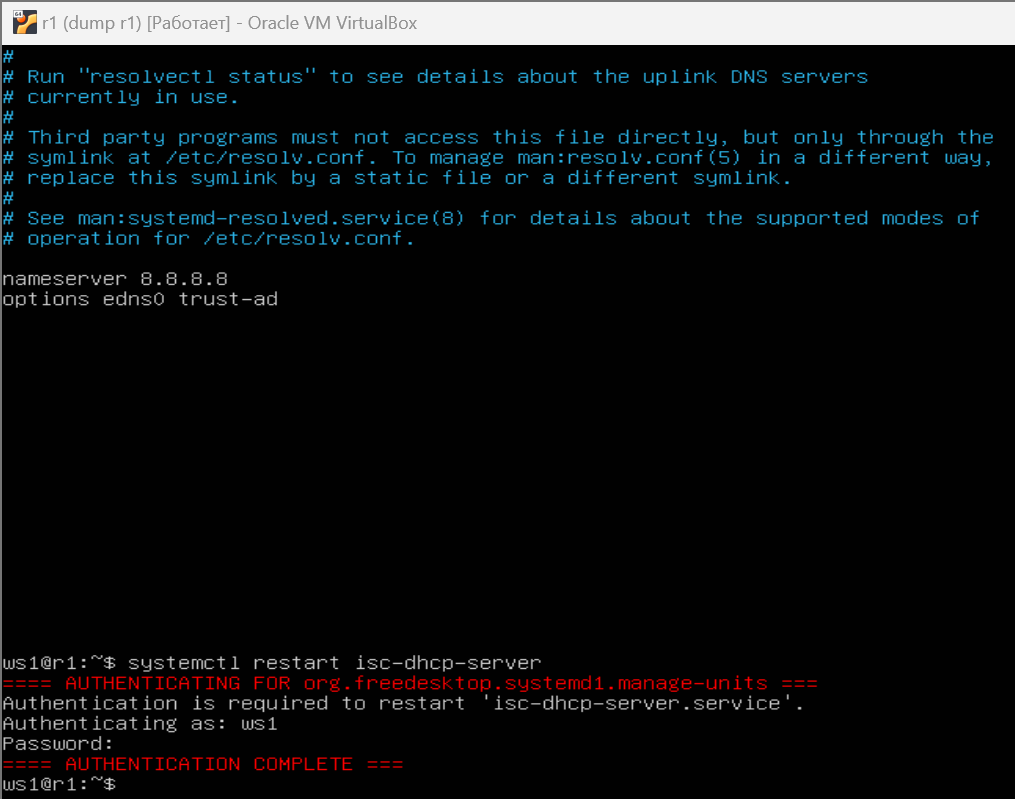 r1 (dump r1) [Работает] - Oracle VM VirtualBox
#
# Run "resolvectl status" to see details about the uplink DNS servers
# currently in use.
#
# Third party programs must not access this file directly, but only through the
# symlink at /etc/resolv.conf. To manage man:resolv.conf(5) in a different way,
# replace this symlink by a static file or a different symlink.
#
# See man:systemd-resolved.service(8) for details about the supported modes of
# operation for /etc/resolv.conf.
nameserver 8.8.8.8
options edns0 trust-ad
ws1@r1:~$ systemctl restart isc-dhcp-server
==== AUTHENTICATING FOR org.freedesktop.systemd1.manage-units ===
Authentication is required to restart 'isc-dhcp-server.service'.
Authenticating as: ws1
Password:
==== AUTHENTICATION COMPLETE ===
ws1@r1:~$